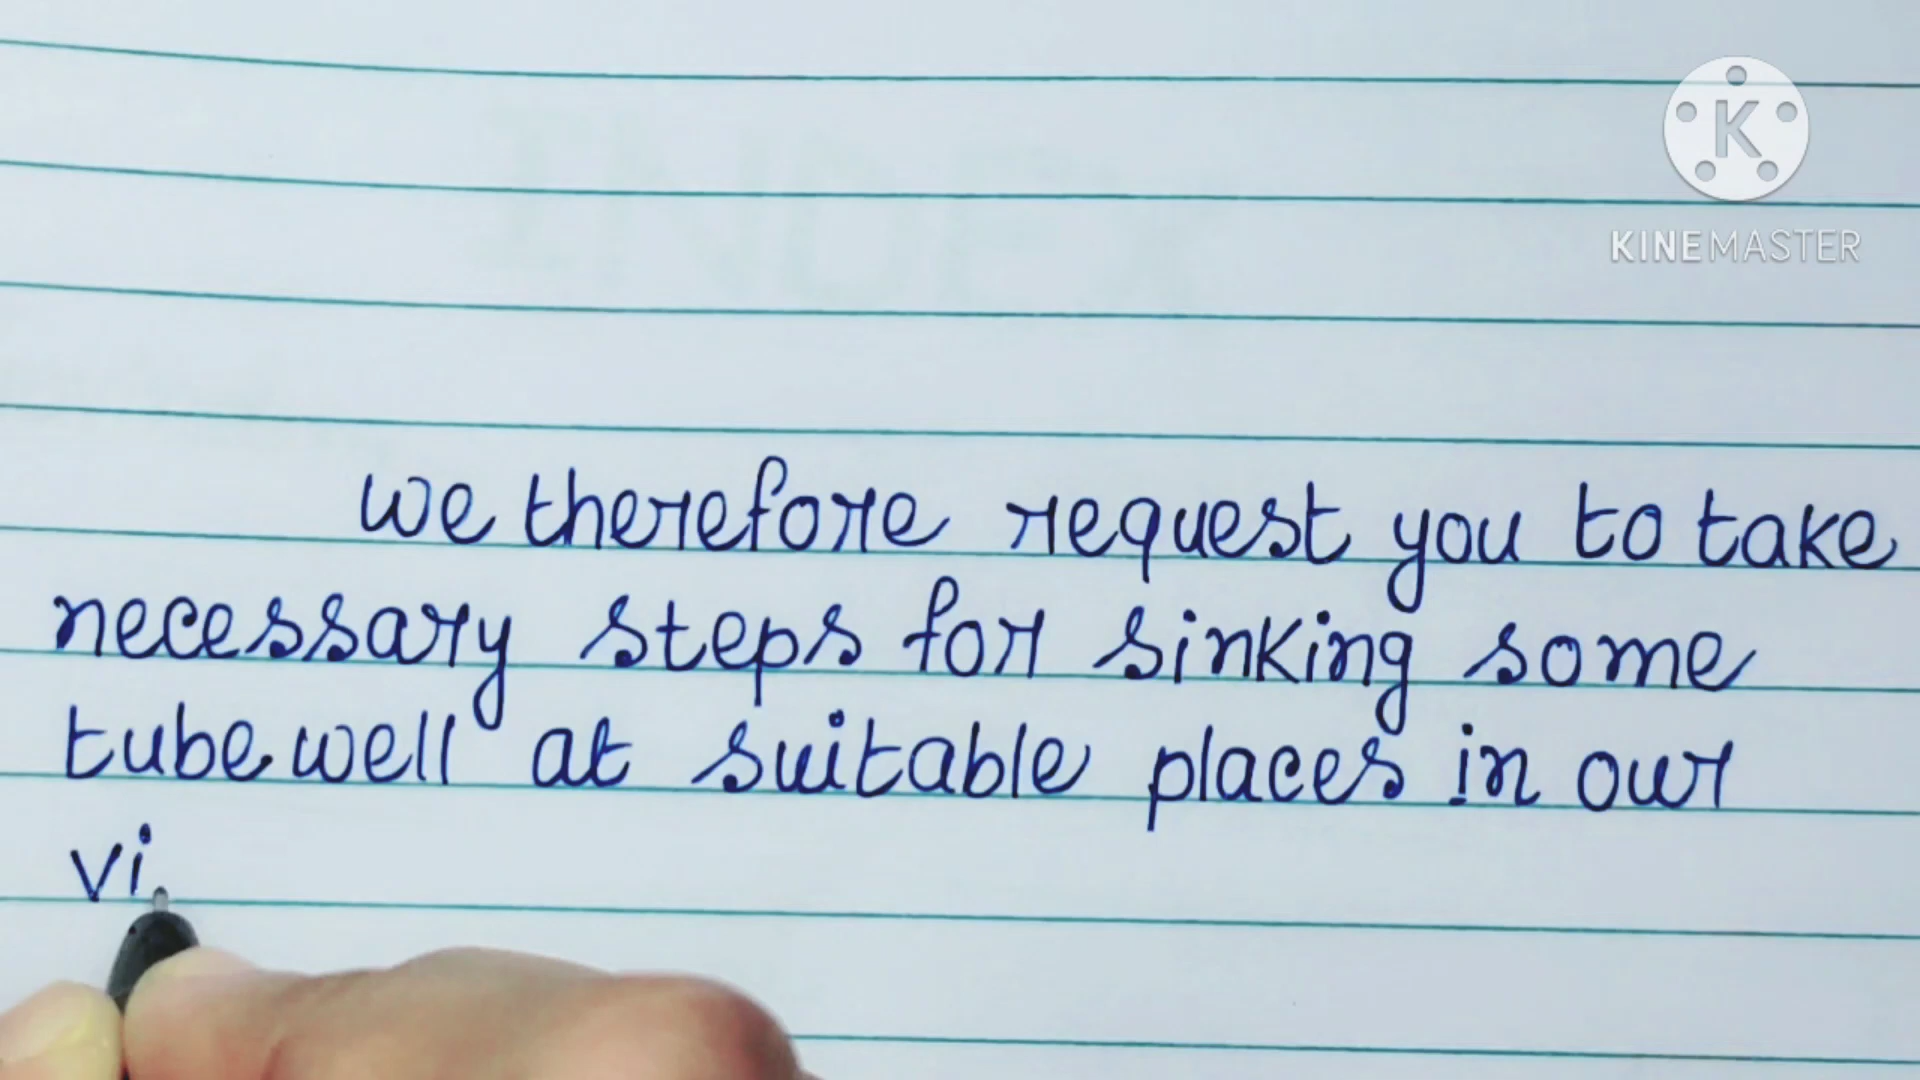 K
KINEMASTER
we therefore request you to take
necessary steps for sinking some
tubewell at suitable places in our
vi